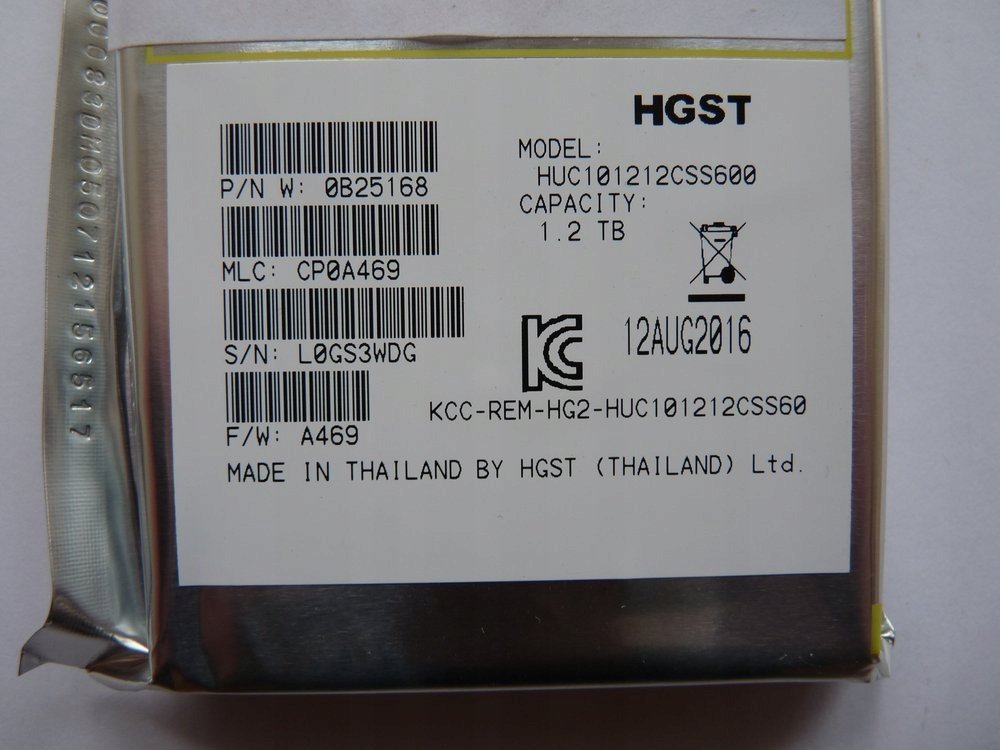 HGST
MODEL:
HUC101212CSS600
CAPACITY:
1.2 TB
P/N W: 0B25168
MLC: CP0A469
S/N: L0GS3WDG
F/W: A469
12AUG2016
KCC-REM-HG2-HUC101212CSS60
MADE IN THAILAND BY HGST (THAILAND) Ltd.